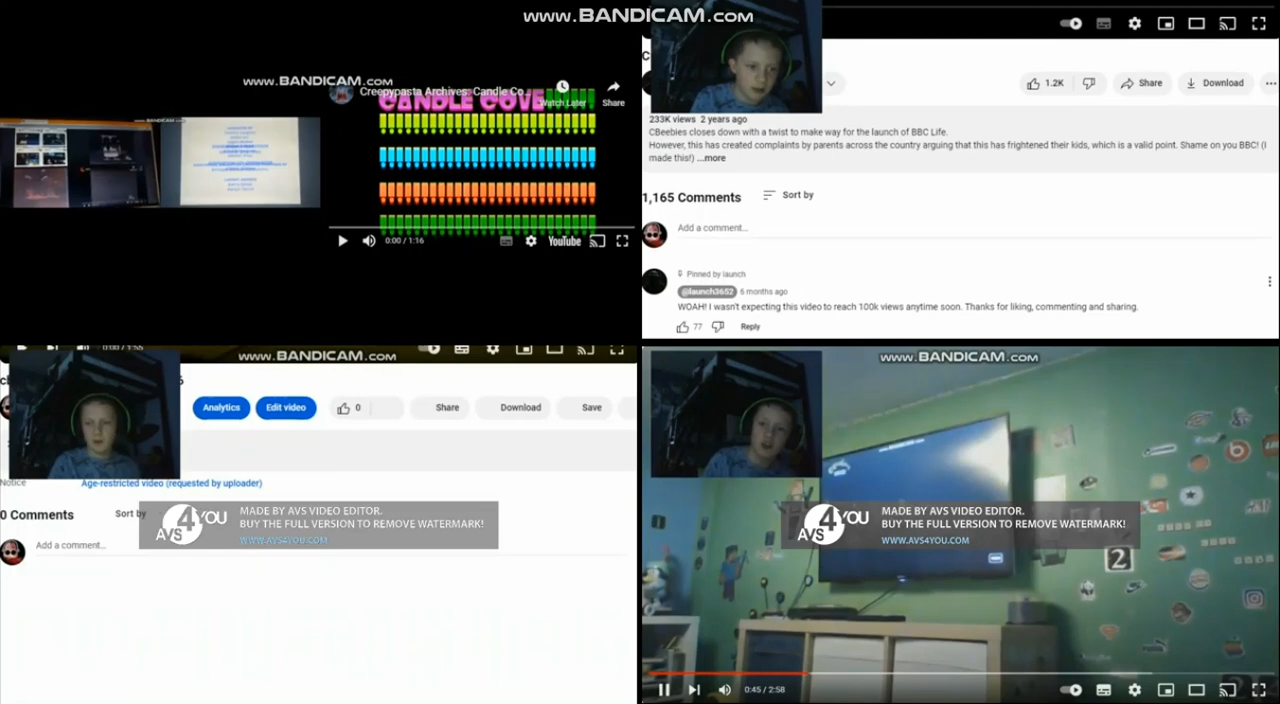 www.BANDICAM.com
www.BANDICAM.com
Creepypasta Archives: Candle Co...
Watch Later
Share
CANDLE COVE
0:00 / 1:16
YouTube
1.2K
Share
Download
233K views 2 years ago
CBeebies closes down with a twist to make way for the launch of BBC Life.
However, this has created complaints by parents across the country arguing that this has frightened their kids, which is a valid point. Shame on you BBC! (I
made this!) ...more
1,165 Comments
Sort by
Add a comment...
Pinned by launch
@launch3652
6 months ago
WOAH! I wasn't expecting this video to reach 100k views anytime soon. Thanks for liking, commenting and sharing.
77
Reply
www.BANDICAM.com
Analytics
Edit video
0
Share
Download
Save
Notice
Age-restricted video (requested by uploader)
0 Comments
Sort by
Add a comment...
AVS4YOU
MADE BY AVS VIDEO EDITOR.
BUY THE FULL VERSION TO REMOVE WATERMARK!
WWW.AVS4YOU.COM
www.BANDICAM.com
AVS4YOU
MADE BY AVS VIDEO EDITOR.
BUY THE FULL VERSION TO REMOVE WATERMARK!
WWW.AVS4YOU.COM
2
0:45 / 2:58